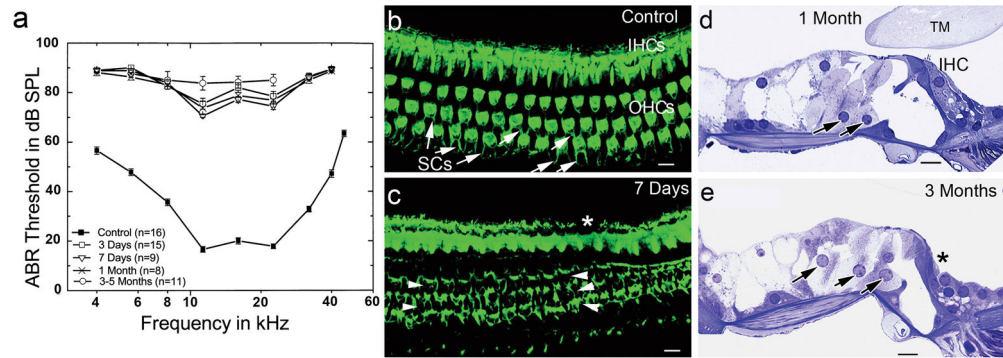 a
100
80
60
40
20
0
ABR Threshold in dB SPL
Control (n=16)
3 Days (n=15)
7 Days (n=9)
1 Month (n=8)
3-5 Months (n=11)
4 6 8 10 20 40 60
Frequency in kHz
b
Control
IHCs
OHCs
SCs
c
7 Days
*
d
1 Month
TM
IHC
e
3 Months
*